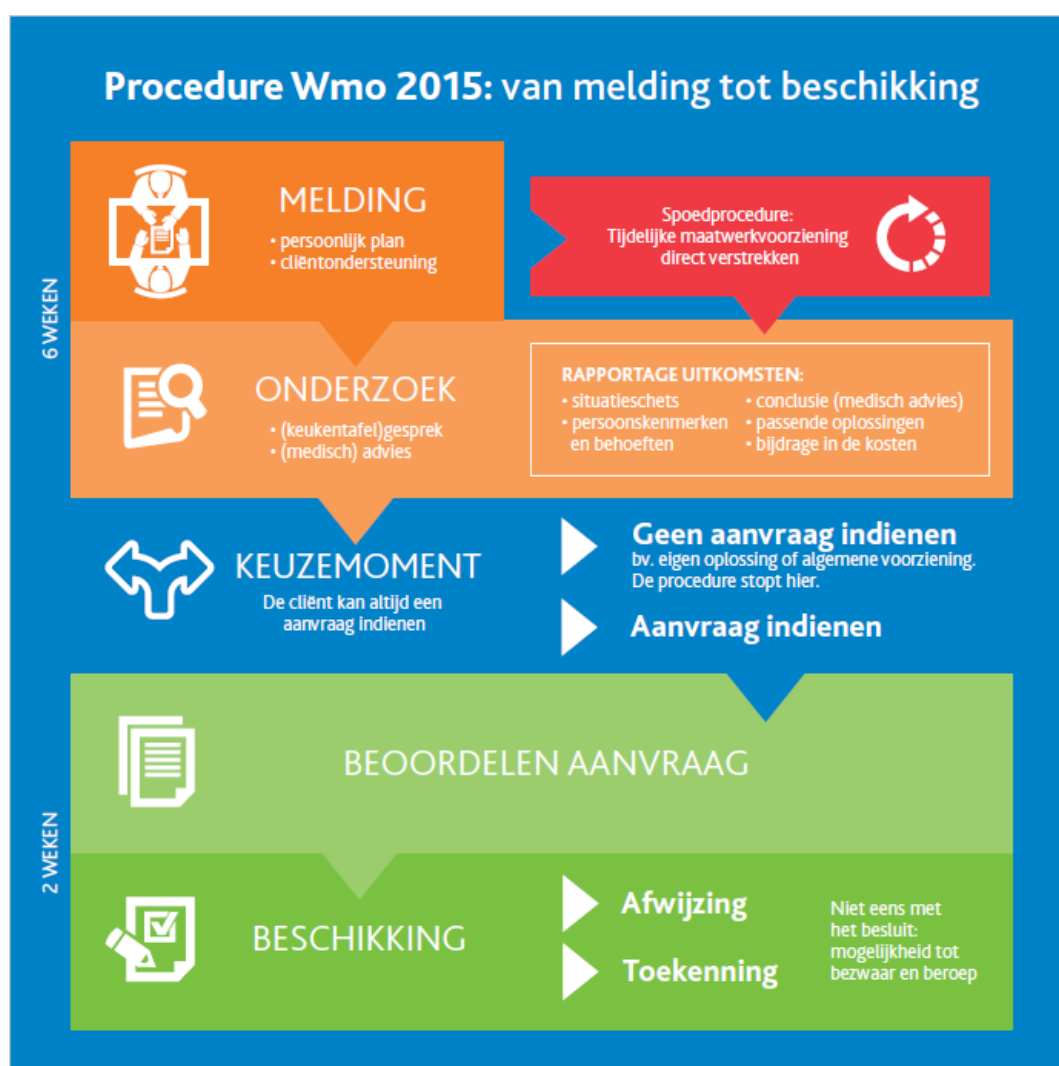 Procedure Wmo 2015: van melding tot beschikking
6 WEKEN
MELDING
• persoonlijk plan
• cliëntondersteuning
Spoedprocedure:
Tijdelijke maatwerkvoorziening
direct verstrekken
ONDERZOEK
• (keukentafel)gesprek
• (medisch) advies
RAPPORTAGE UITKOMSTEN:
• situatieschets
• persoonskenmerken
en behoeften
• conclusie (medisch advies)
• passende oplossingen
• bijdrage in de kosten
KEUZEMOMENT
De cliënt kan altijd een
aanvraag indienen
Geen aanvraag indienen
bv. eigen oplossing of algemene voorziening.
De procedure stopt hier.
Aanvraag indienen
2 WEKEN
BEOORDELEN AANVRAAG
BESCHIKKING
Afwijzing
Toekenning
Niet eens met
het besluit:
mogelijkheid tot
bezwaar en beroep